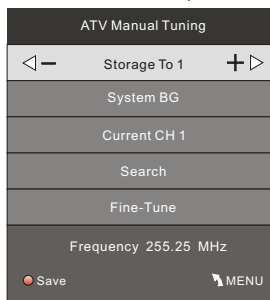 ATV Manual Tuning
Storage To 1
System BG
Current CH 1
Search
Fine-Tune
Frequency 255.25 MHz
Save MENU